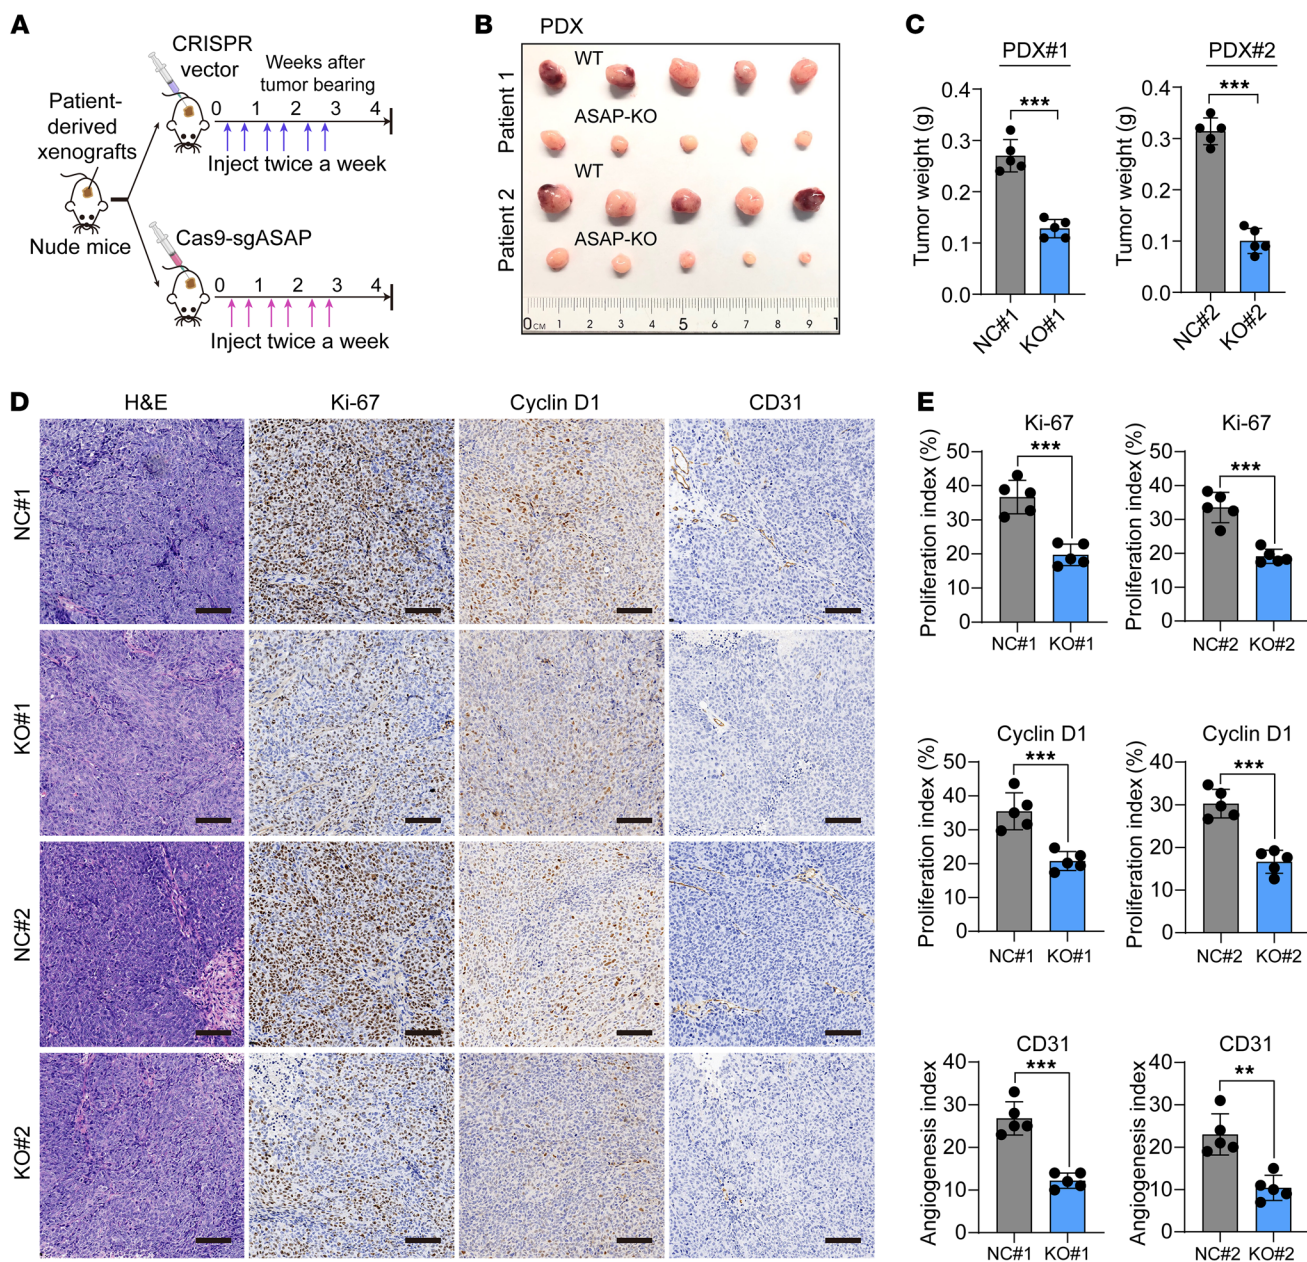 A
CRISPR
vector
Weeks after
tumor bearing
0 1 2 3 4
Inject twice a week
Patient-
derived
xenografts
Nude mice
Cas9-sgASAP
0 1 2 3 4
Inject twice a week
B
PDX
Patient 1
WT
ASAP-KO
Patient 2
WT
ASAP-KO
0 CM 1 2 3 4 5 6 7 8 9 1
C
PDX#1
Tumor weight (g)
0.4
0.3
0.2
0.1
0.0
***
NC#1
KO#1
PDX#2
Tumor weight (g)
0.4
0.3
0.2
0.1
0.0
***
NC#2
KO#2
D
H&E
Ki-67
Cyclin D1
CD31
NC#1
KO#1
NC#2
KO#2
E
Ki-67
Proliferation index (%)
50
40
30
20
10
0
***
NC#1 KO#1
Ki-67
Proliferation index (%)
50
40
30
20
10
0
***
NC#2 KO#2
Cyclin D1
Proliferation index (%)
50
40
30
20
10
0
***
NC#1 KO#1
Cyclin D1
Proliferation index (%)
40
30
20
10
0
***
NC#2 KO#2
CD31
Angiogenesis index
40
30
20
10
0
***
NC#1 KO#1
CD31
Angiogenesis index
40
30
20
10
0
**
NC#2 KO#2